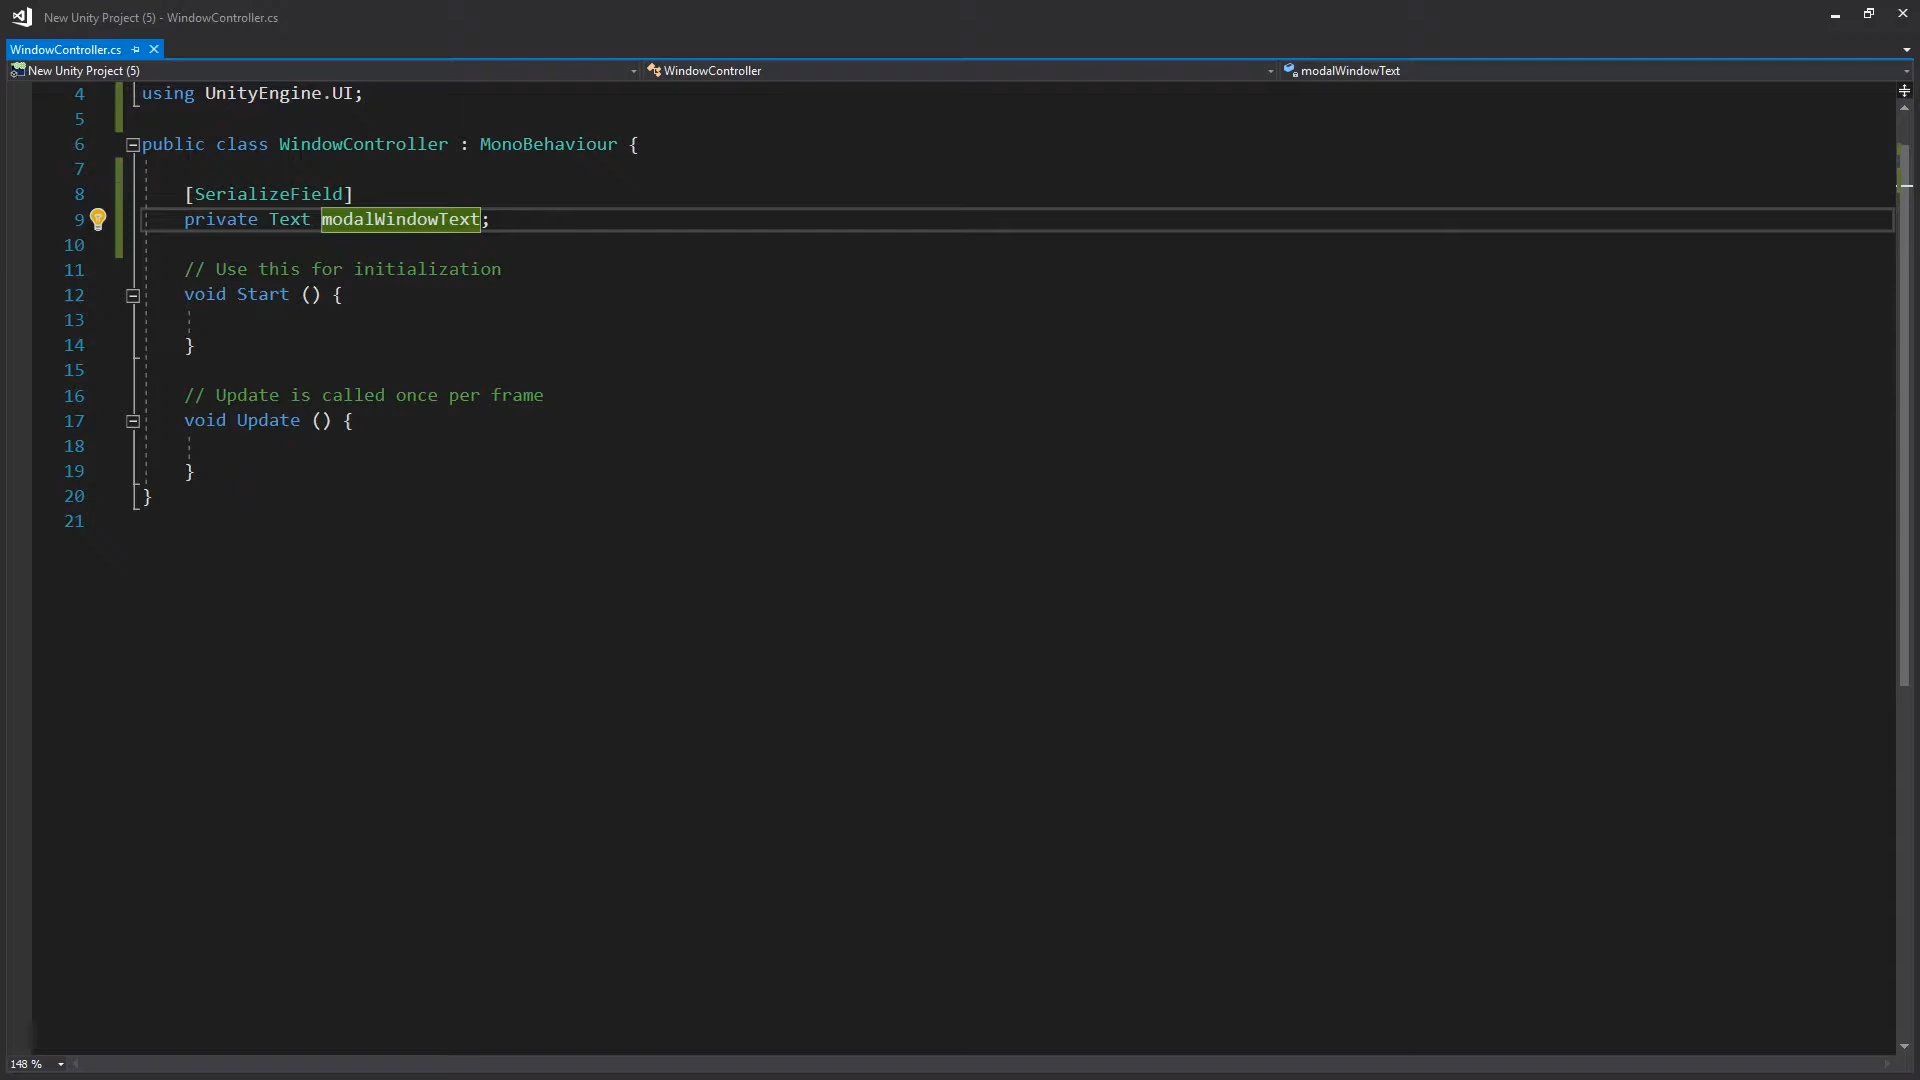 New Unity Project (5) - WindowController.cs
WindowController.cs
New Unity Project (5)
WindowController
modalWindowText
4 using UnityEngine.UI;
5
6 public class WindowController : MonoBehaviour {
7
8 [SerializeField]
9 private Text modalWindowText;
10
11 // Use this for initialization
12 void Start () {
13
14 }
15
16 // Update is called once per frame
17 void Update () {
18
19 }
20 }
21
148 %